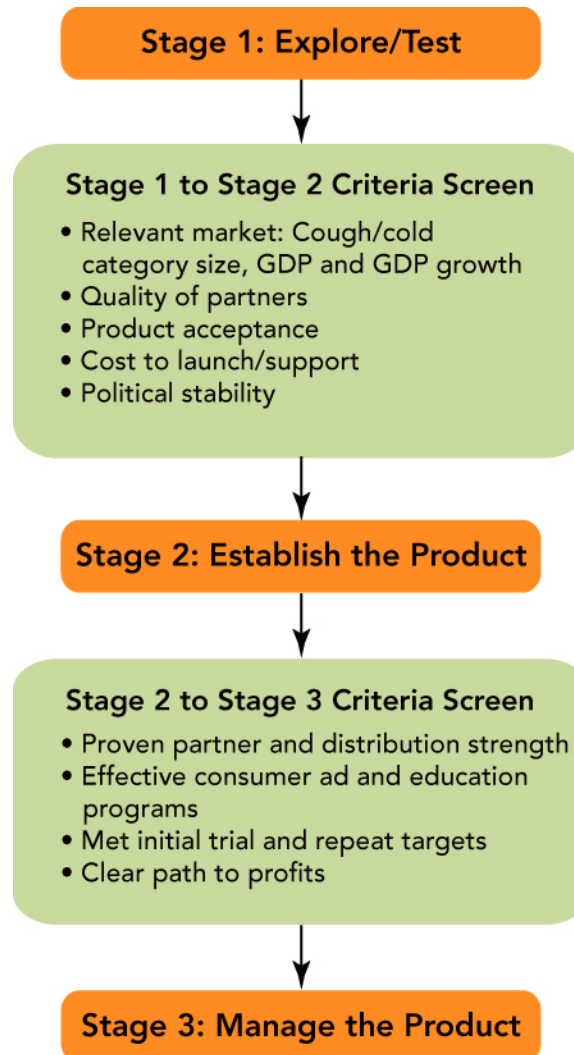 Stage 1: Explore/Test
Stage 1 to Stage 2 Criteria Screen
• Relevant market: Cough/cold
category size, GDP and GDP growth
• Quality of partners
• Product acceptance
• Cost to launch/support
• Political stability
Stage 2: Establish the Product
Stage 2 to Stage 3 Criteria Screen
• Proven partner and distribution strength
• Effective consumer ad and education
programs
• Met initial trial and repeat targets
• Clear path to profits
Stage 3: Manage the Product